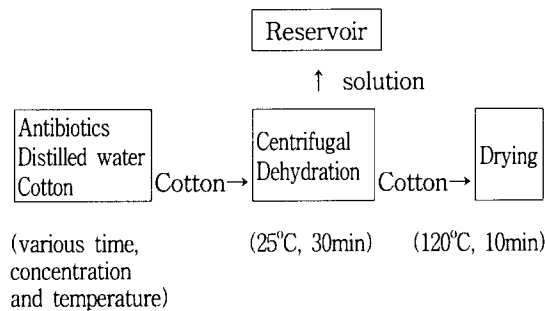 Reservoir
↑ solution
Antibiotics
Distilled water
Cotton
Cotton→
Centrifugal
Dehydration
Cotton→
Drying
(various time,
concentration
and temperature)
(25°C, 30min)
(120°C, 10min)